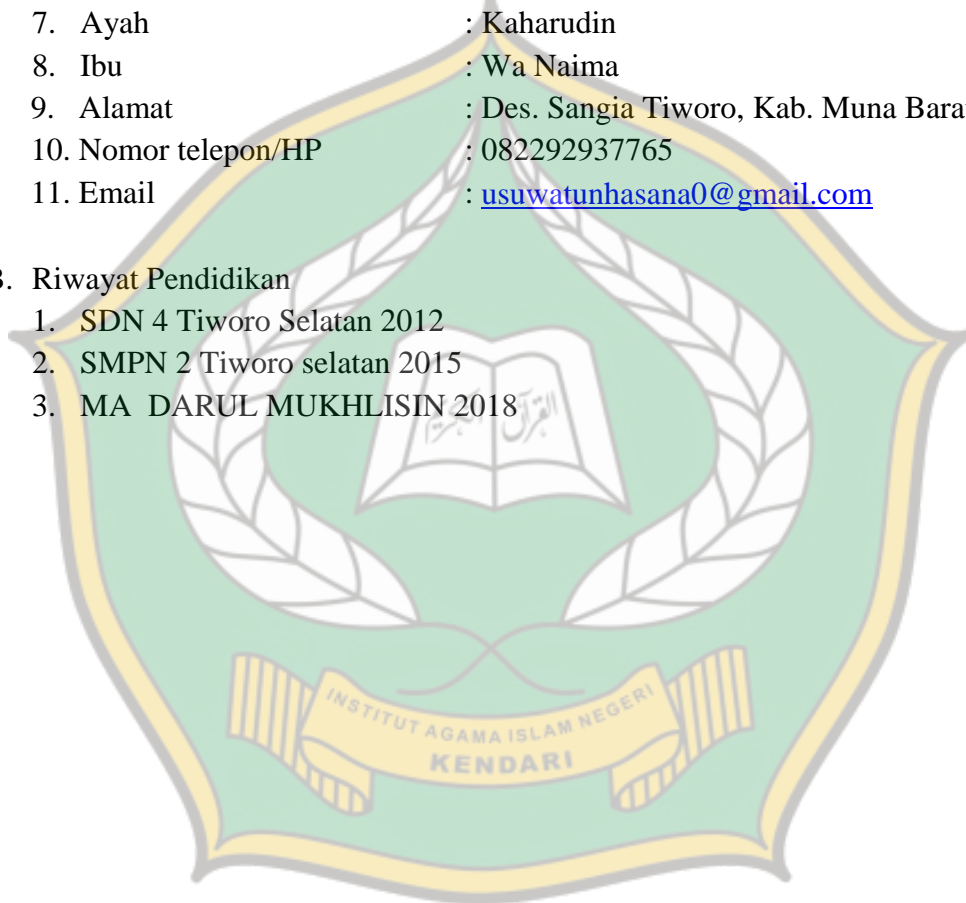 7. Ayah : Kaharudin
8. Ibu : Wa Naima
9. Alamat : Des. Sangia Tiworo, Kab. Muna Bara
10. Nomor telepon/HP : 082292937765
11. Email : usuwatunhasana0@gmail.com
. Riwayat Pendidikan
1. SDN 4 Tiworo Selatan 2012
2. SMPN 2 Tiworo selatan 2015
3. MA DARUL MUKHLISIN 2018
القرآن الكريم
INSTITUT AGAMA ISLAM NEGERI
KENDARI